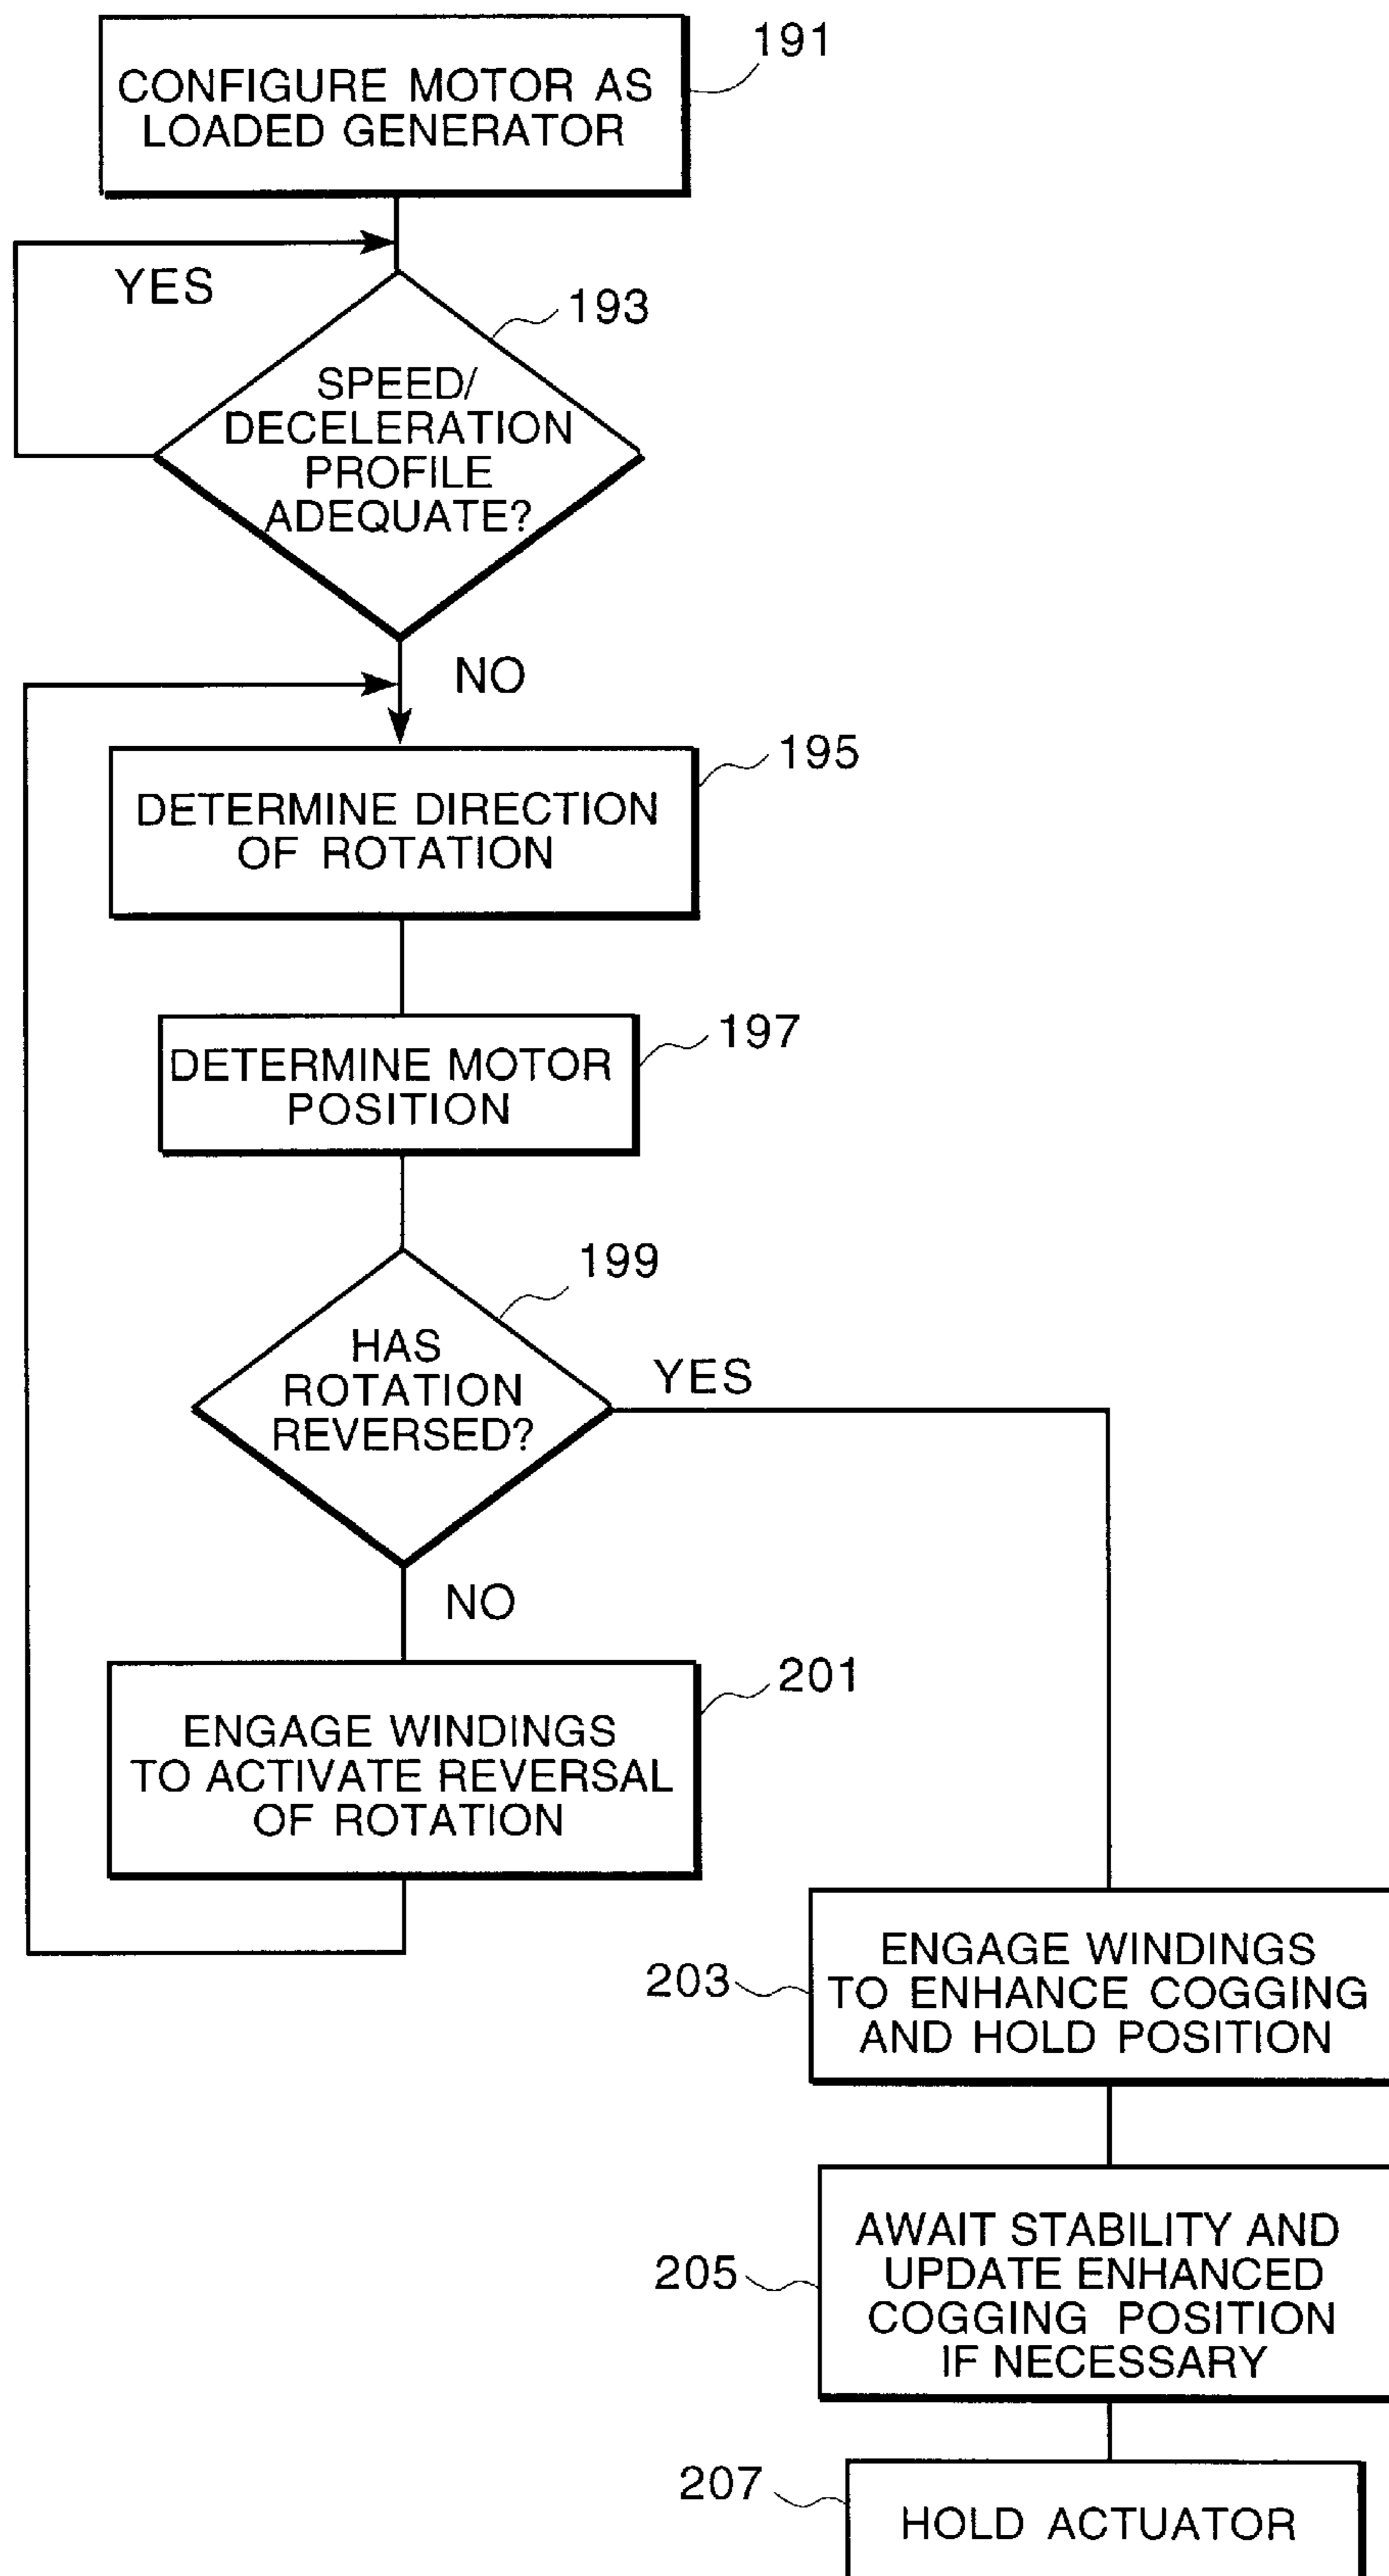 191
CONFIGURE MOTOR AS
LOADED GENERATOR
YES
193
SPEED/
DECELERATION
PROFILE
ADEQUATE?
NO
195
DETERMINE DIRECTION
OF ROTATION
197
DETERMINE MOTOR
POSITION
199
HAS
ROTATION
REVERSED?
YES
NO
201
ENGAGE WINDINGS
TO ACTIVATE REVERSAL
OF ROTATION
203
ENGAGE WINDINGS
TO ENHANCE COGGING
AND HOLD POSITION
205
AWAIT STABILITY AND
UPDATE ENHANCED
COGGING POSITION
IF NECESSARY
207
HOLD ACTUATOR